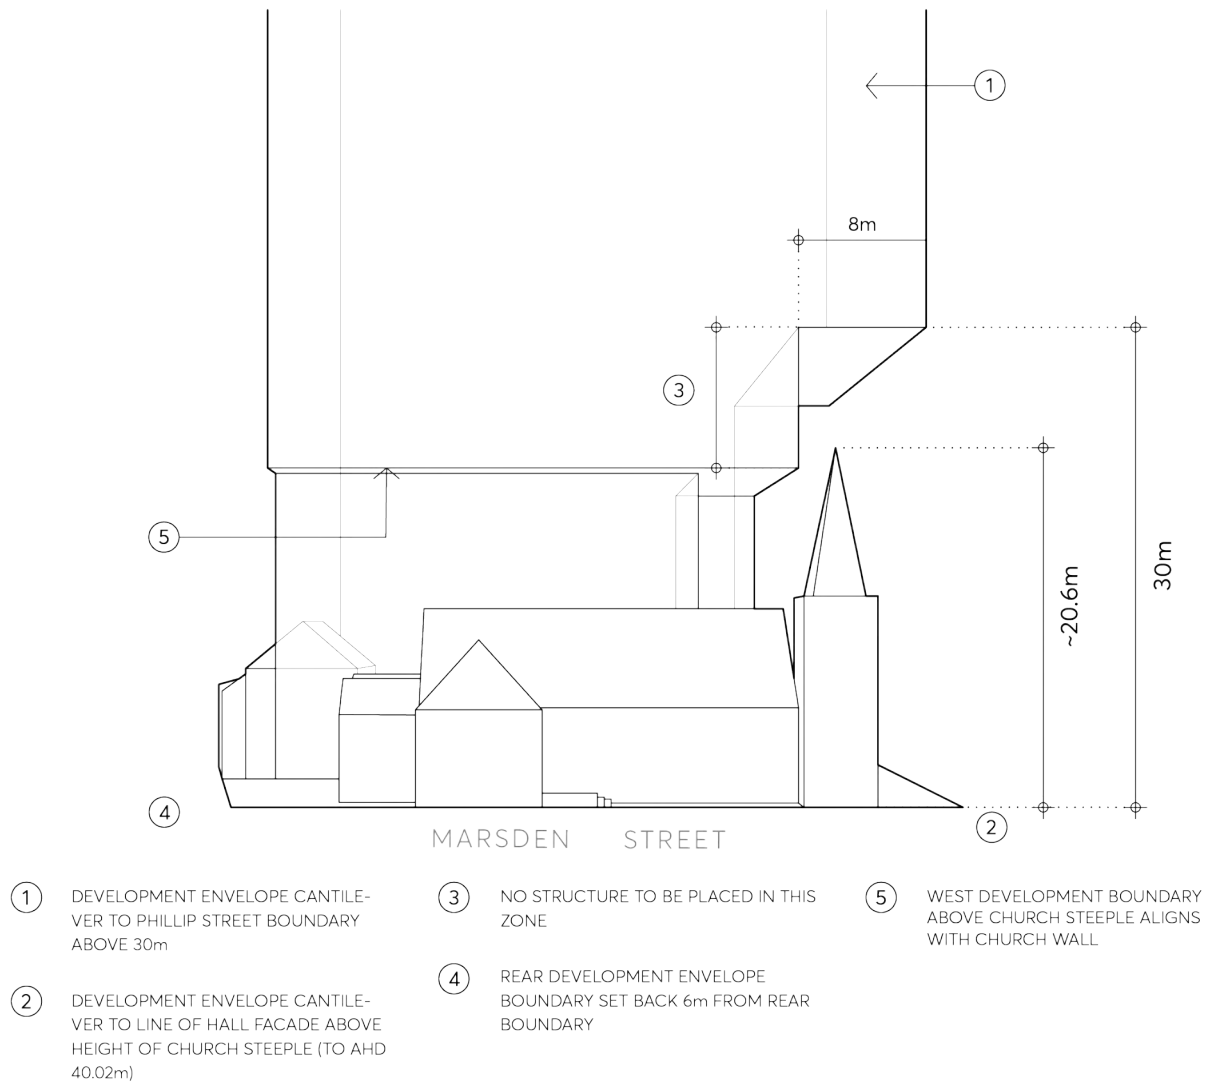 1
8m
3
30m
~20.6m
5
4
2
MARSDEN STREET
1
DEVELOPMENT ENVELOPE CANTILE-
VER TO PHILLIP STREET BOUNDARY
ABOVE 30m
2
DEVELOPMENT ENVELOPE CANTILE-
VER TO LINE OF HALL FACADE ABOVE
HEIGHT OF CHURCH STEEPLE (TO AHD
40.02m)
3
NO STRUCTURE TO BE PLACED IN THIS
ZONE
4
REAR DEVELOPMENT ENVELOPE
BOUNDARY SET BACK 6m FROM REAR
BOUNDARY
5
WEST DEVELOPMENT BOUNDARY
ABOVE CHURCH STEEPLE ALIGNS
WITH CHURCH WALL